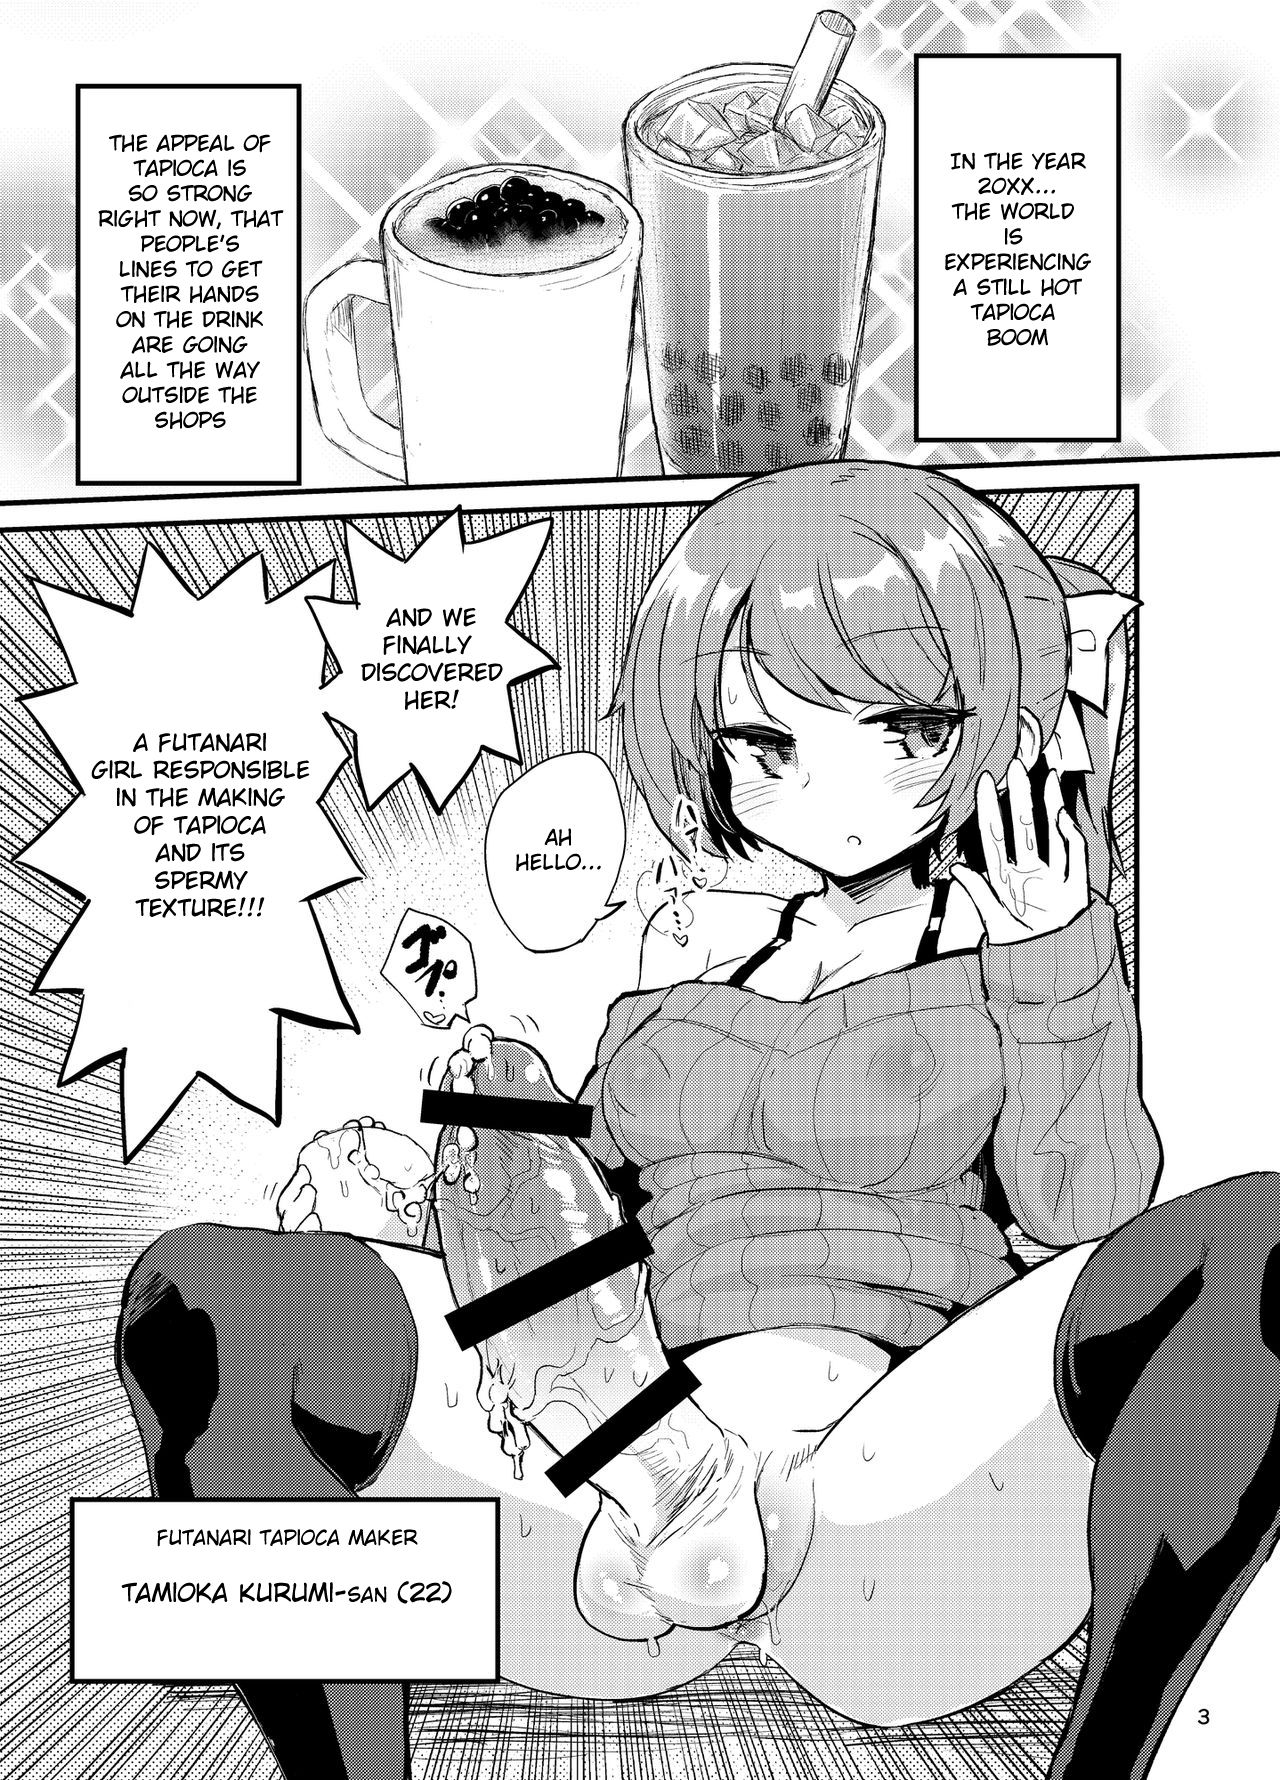 IN THE YEAR
20XX...
THE WORLD
IS
EXPERIENCING
A STILL HOT
TAPIOCA
BOOM
THE APPEAL OF
TAPIOCA IS
SO STRONG
RIGHT NOW, THAT
PEOPLE'S
LINES TO GET
THEIR HANDS
ON THE DRINK
ARE GOING
ALL THE WAY
OUTSIDE THE
SHOPS
AND WE
FINALLY
DISCOVERED
HER!
A FUTANARI
GIRL RESPONSIBLE
IN THE MAKING
OF TAPIOCA
AND ITS
SPERMY
TEXTURE!!!
AH
HELLO...
FUTANARI TAPIOCA MAKER
TAMIOKA KURUMI-SAN (22)
3